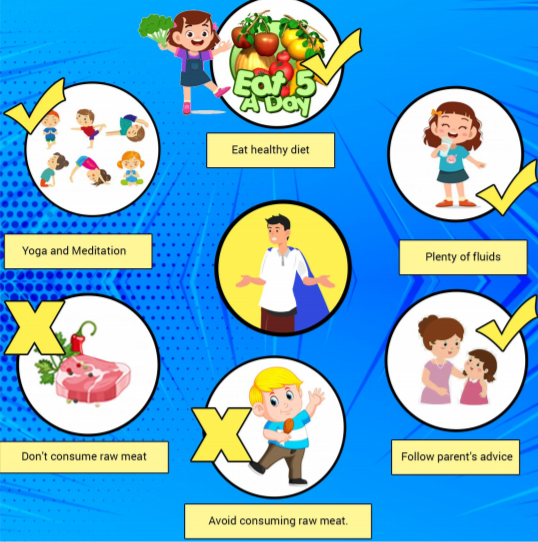 Eat 5
A Day
Eat healthy diet
Yoga and Meditation
Plenty of fluids
Don't consume raw meat
Follow parent's advice
Avoid consuming raw meat.